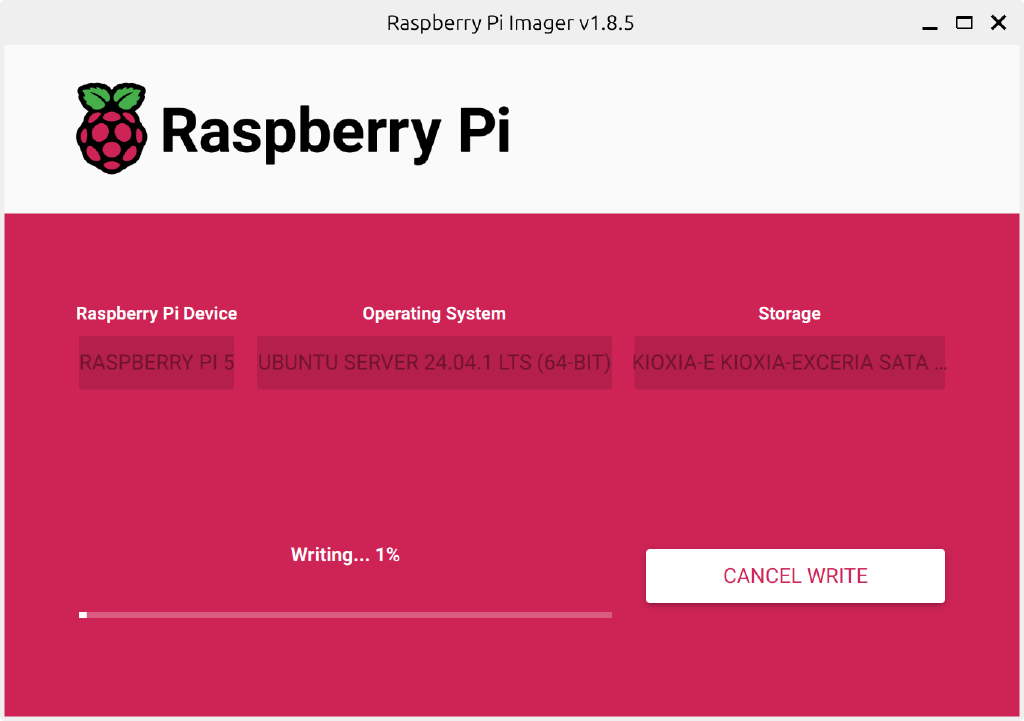 Raspberry Pi Imager v1.8.5
Raspberry Pi
Raspberry Pi Device Operating System Storage
RASPBERRY PI 5 UBUNTU SERVER 24.04.1 LTS (64-BIT) KIOXIA-E KIOXIA-EXCERIA SATA ...
Writing... 1%
CANCEL WRITE